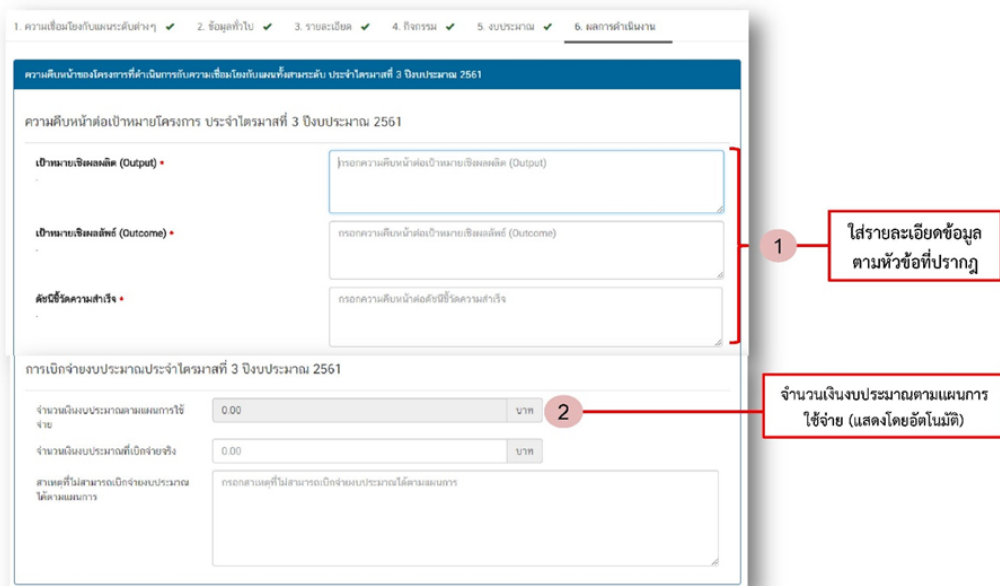 1. ความเชื่อมโยงกับแผนระดับต่างๆ ✔ 2. ข้อมูลทั่วไป ✔ 3. รายละเอียด ✔ 4. กิจกรรม ✔ 5. งบประมาณ ✔ 6. ผลการดำเนินงาน
ความคืบหน้าของโครงการที่ดำเนินการกับความเชื่อมโยงกับแผนทั้งสามระดับ ประจำไตรมาสที่ 3 ปีงบประมาณ 2561
ความคืบหน้าต่อเป้าหมายโครงการ ประจำไตรมาสที่ 3 ปีงบประมาณ 2561
เป้าหมายเชิงผลผลิต (Output) •
กรอกความคืบหน้าต่อเป้าหมายเชิงผลผลิต (Output)
เป้าหมายเชิงผลลัพธ์ (Outcome) •
กรอกความคืบหน้าต่อเป้าหมายเชิงผลลัพธ์ (Outcome)
ดัชนีชี้วัดความสำเร็จ •
กรอกความคืบหน้าต่อดัชนีชี้วัดความสำเร็จ
1
ใส่รายละเอียดข้อมูล
ตามหัวข้อที่ปรากฏ
การเบิกจ่ายงบประมาณประจำไตรมาสที่ 3 ปีงบประมาณ 2561
จำนวนเงินงบประมาณตามแผนการใช้
จ่าย
0.00 บาท
2
จำนวนเงินงบประมาณตามแผนการ
ใช้จ่าย (แสดงโดยอัตโนมัติ)
จำนวนเงินงบประมาณที่เบิกจ่ายจริง
0.00 บาท
สาเหตุที่ไม่สามารถเบิกจ่ายงบประมาณ
ได้ตามแผนการ
กรอกสาเหตุที่ไม่สามารถเบิกจ่ายงบประมาณได้ตามแผนการ